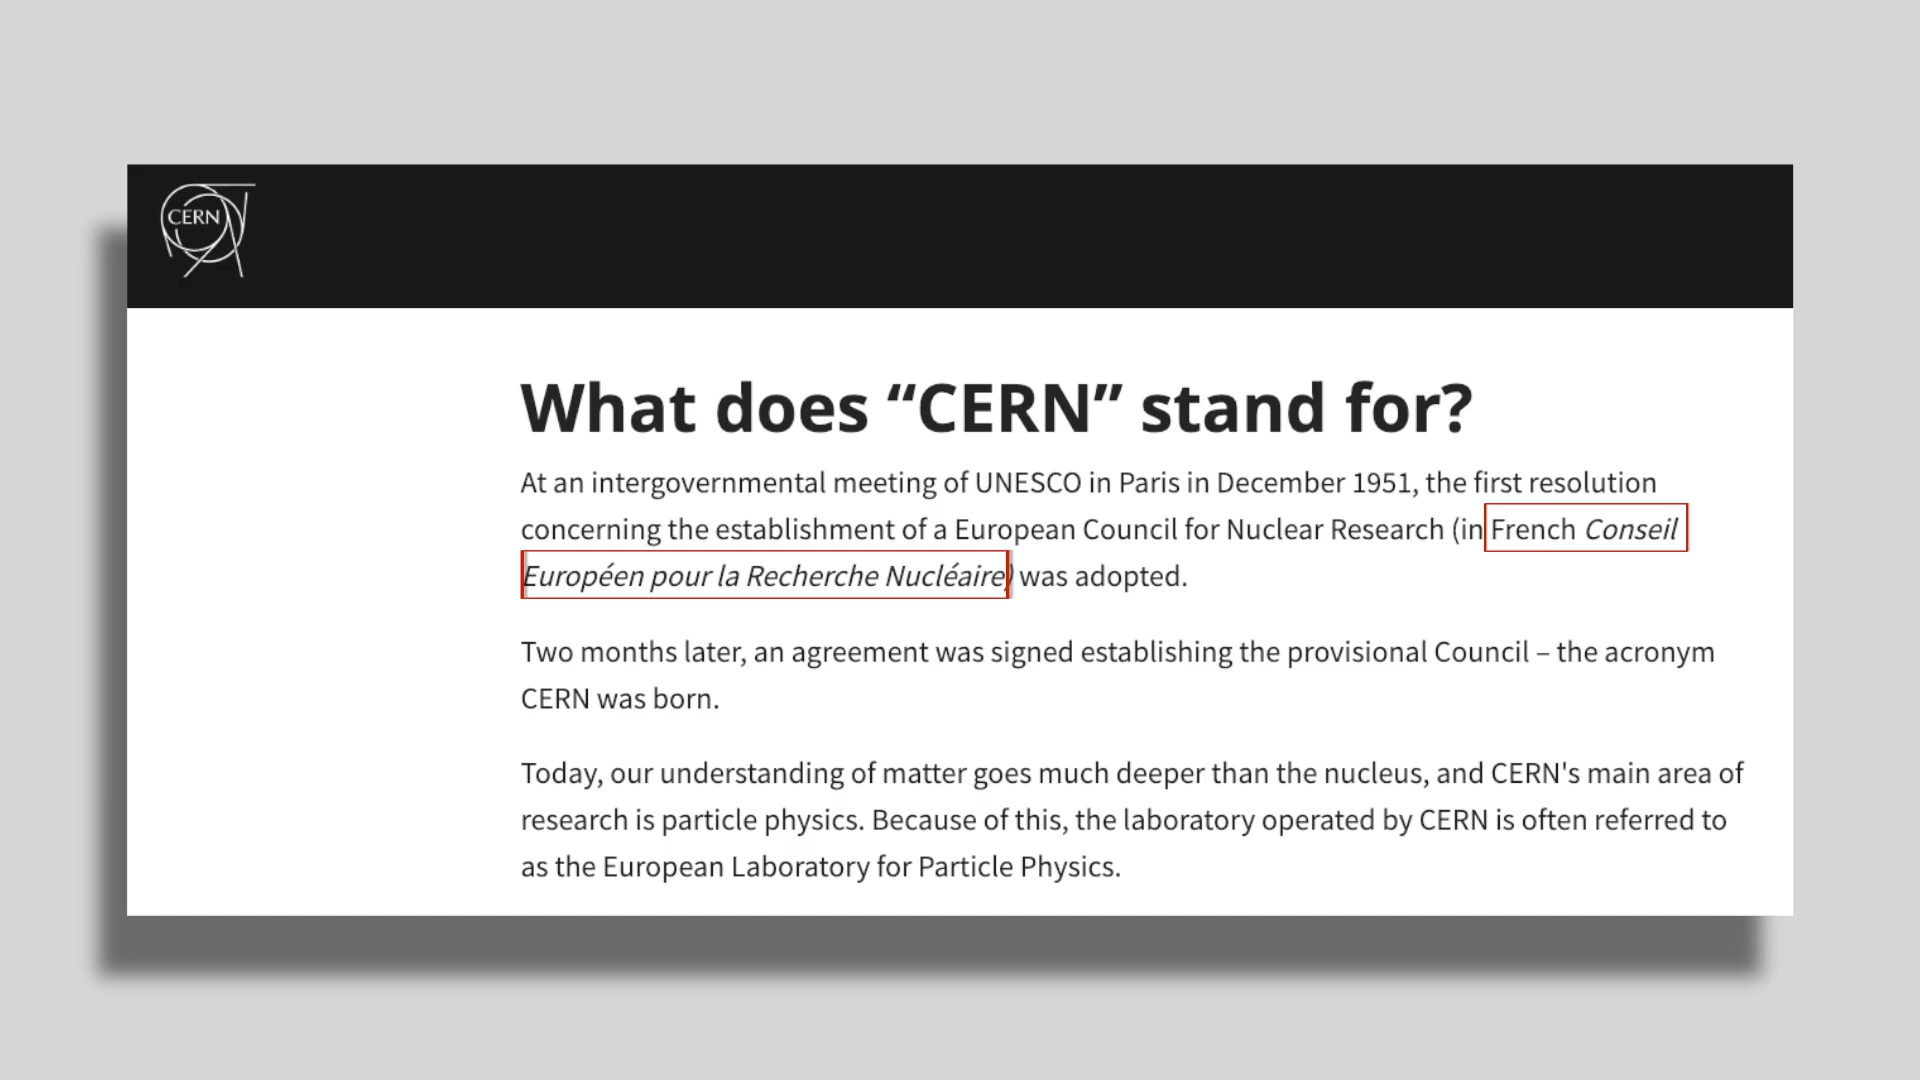 CERN
What does “CERN” stand for?
At an intergovernmental meeting of UNESCO in Paris in December 1951, the first resolution
concerning the establishment of a European Council for Nuclear Research (in French Conseil
Européen pour la Recherche Nucléaire) was adopted.
Two months later, an agreement was signed establishing the provisional Council – the acronym
CERN was born.
Today, our understanding of matter goes much deeper than the nucleus, and CERN's main area of
research is particle physics. Because of this, the laboratory operated by CERN is often referred to
as the European Laboratory for Particle Physics.